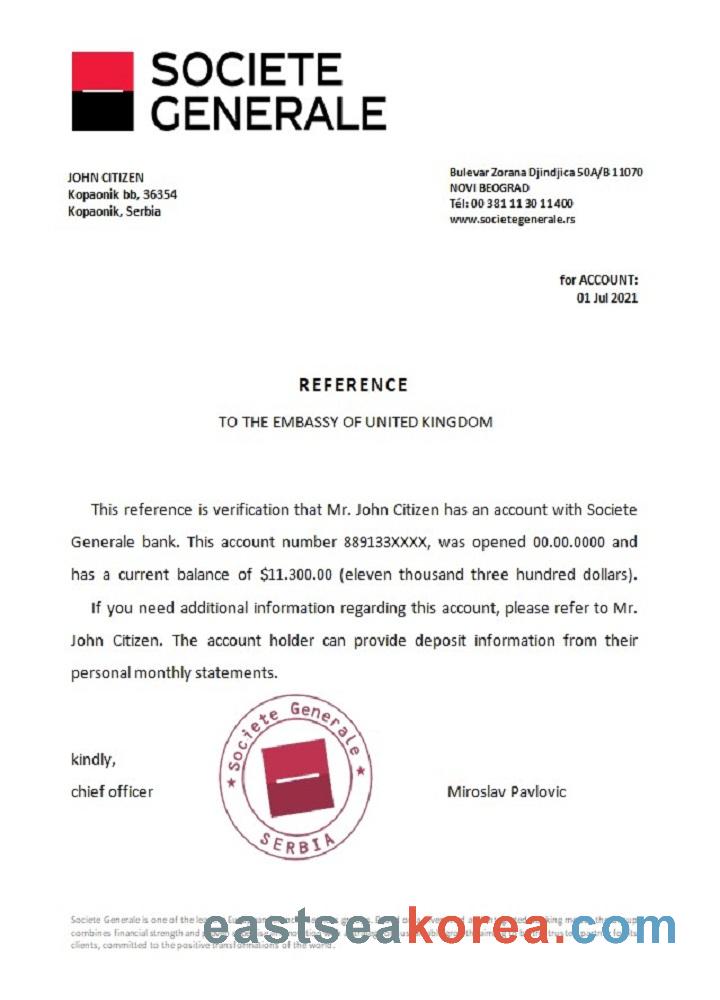 SOCIETE
GENERALE
JOHN CITIZEN
Kopaonik bb, 36354
Kopaonik, Serbia
Bulevar Zorana Djindjica 50A/B 11070
NOVI BEOGRAD
Tél: 00 381 11 30 11400
www.societegenerale.rs
for ACCOUNT:
01 Jul 2021
REFERENCE
TO THE EMBASSY OF UNITED KINGDOM
This reference is verification that Mr. John Citizen has an account with Societe
Generale bank. This account number 889133XXXX, was opened 00.00.0000 and
has a current balance of $11.300.00 (eleven thousand three hundred dollars).
If you need additional information regarding this account, please refer to Mr.
John Citizen. The account holder can provide deposit information from their
personal monthly statements.
Societe Generale
SERBIA
kindly,
chief officer
Miroslav Pavlovic
Societe Generale is one of the
combines financial strength and
clients, committed to the positive transformations of the world.
eastseakorea.com